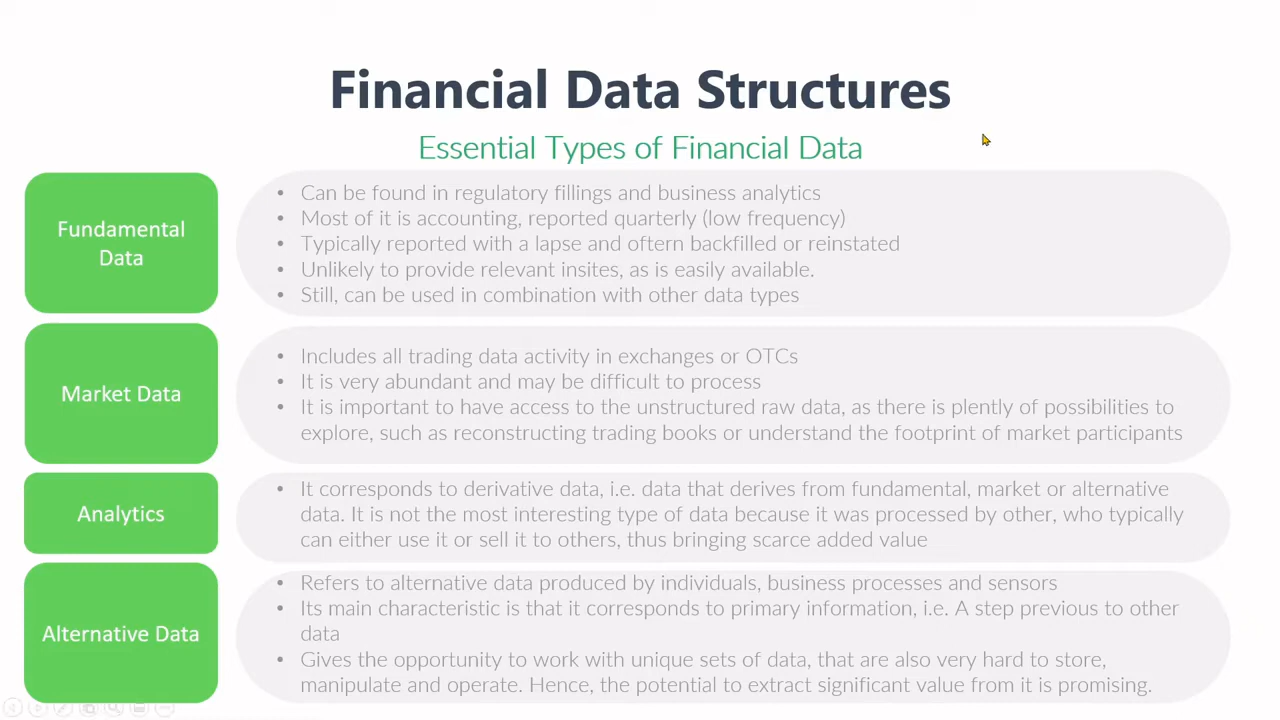 Financial Data Structures
Essential Types of Financial Data
Fundamental
Data
• Can be found in regulatory fillings and business analytics
• Most of it is accounting, reported quarterly (low frequency)
• Typically reported with a lapse and oftern backfilled or reinstated
• Unlikely to provide relevant insites, as is easily available.
• Still, can be used in combination with other data types
Market Data
• Includes all trading data activity in exchanges or OTCs
• It is very abundant and may be difficult to process
• It is important to have access to the unstructured raw data, as there is plently of possibilities to
explore, such as reconstructing trading books or understand the footprint of market participants
Analytics
• It corresponds to derivative data, i.e. data that derives from fundamental, market or alternative
data. It is not the most interesting type of data because it was processed by other, who typically
can either use it or sell it to others, thus bringing scarce added value
Alternative Data
• Refers to alternative data produced by individuals, business processes and sensors
• Its main characteristic is that it corresponds to primary information, i.e. A step previous to other
data
• Gives the opportunity to work with unique sets of data, that are also very hard to store,
manipulate and operate. Hence, the potential to extract significant value from it is promising.